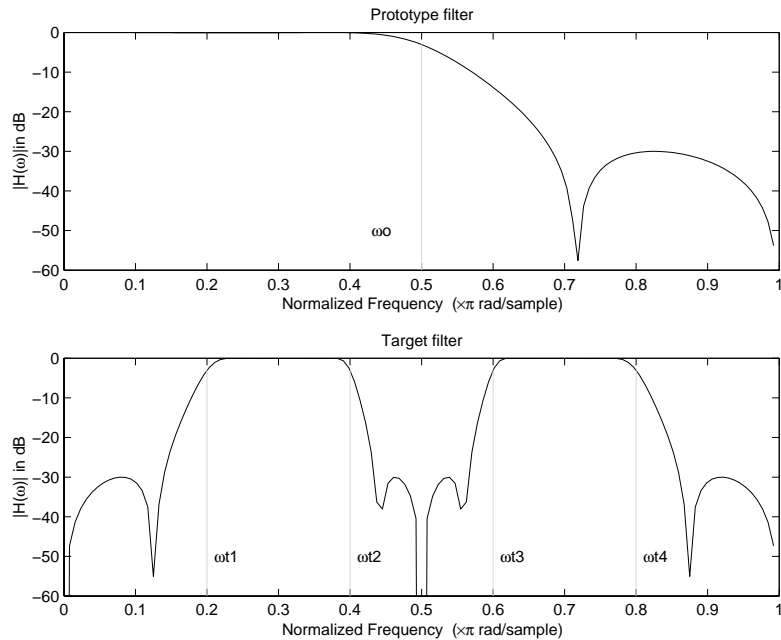 Prototype filter
0
−10
−20
−30
−40
−50
−60
|H(ω)|in dB
ωo
0 0.1 0.2 0.3 0.4 0.5 0.6 0.7 0.8 0.9 1
Normalized Frequency (×π rad/sample)
Target filter
0
−10
−20
−30
−40
−50
−60
|H(ω)| in dB
ωt1 ωt2 ωt3 ωt4
0 0.1 0.2 0.3 0.4 0.5 0.6 0.7 0.8 0.9 1
Normalized Frequency (×π rad/sample)